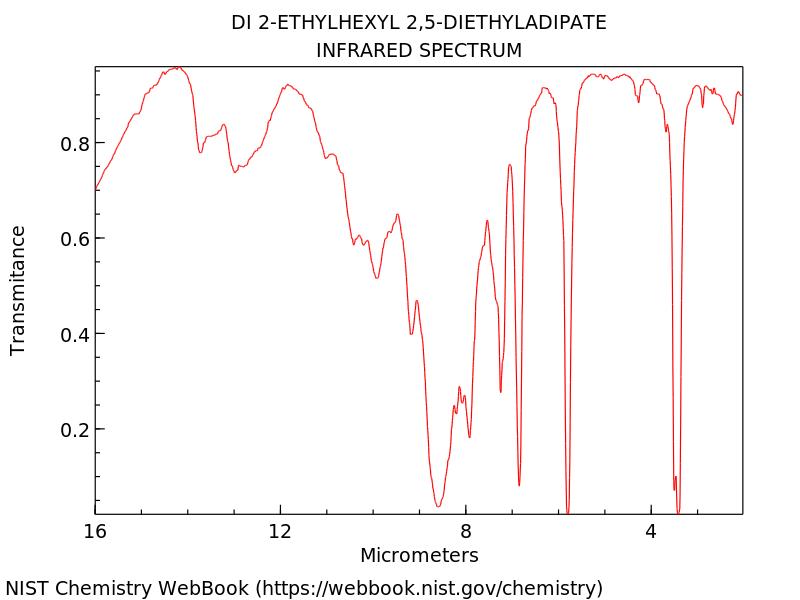 DI 2-ETHYLHEXYL 2,5-DIETHYLADIPATE
INFRARED SPECTRUM
0.8
0.6
0.4
0.2
Transmitance
16 12 8 4
Micrometers
NIST Chemistry WebBook (https://webbook.nist.gov/chemistry)